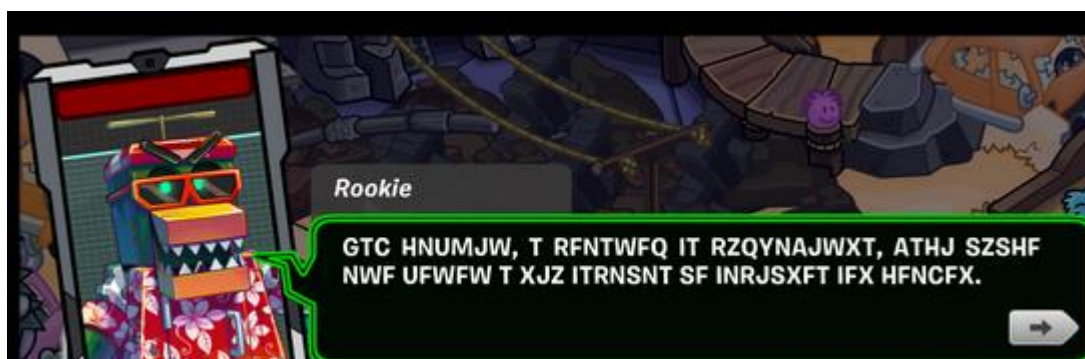 Rookie
GTC HNUMJW, T RFNTWFQ IT RZQYNAJWXT, ATHJ SZSHF
NWF UFWFW T XJZ ITRNSNT SF INRJSXFT IFX HFNCFX.